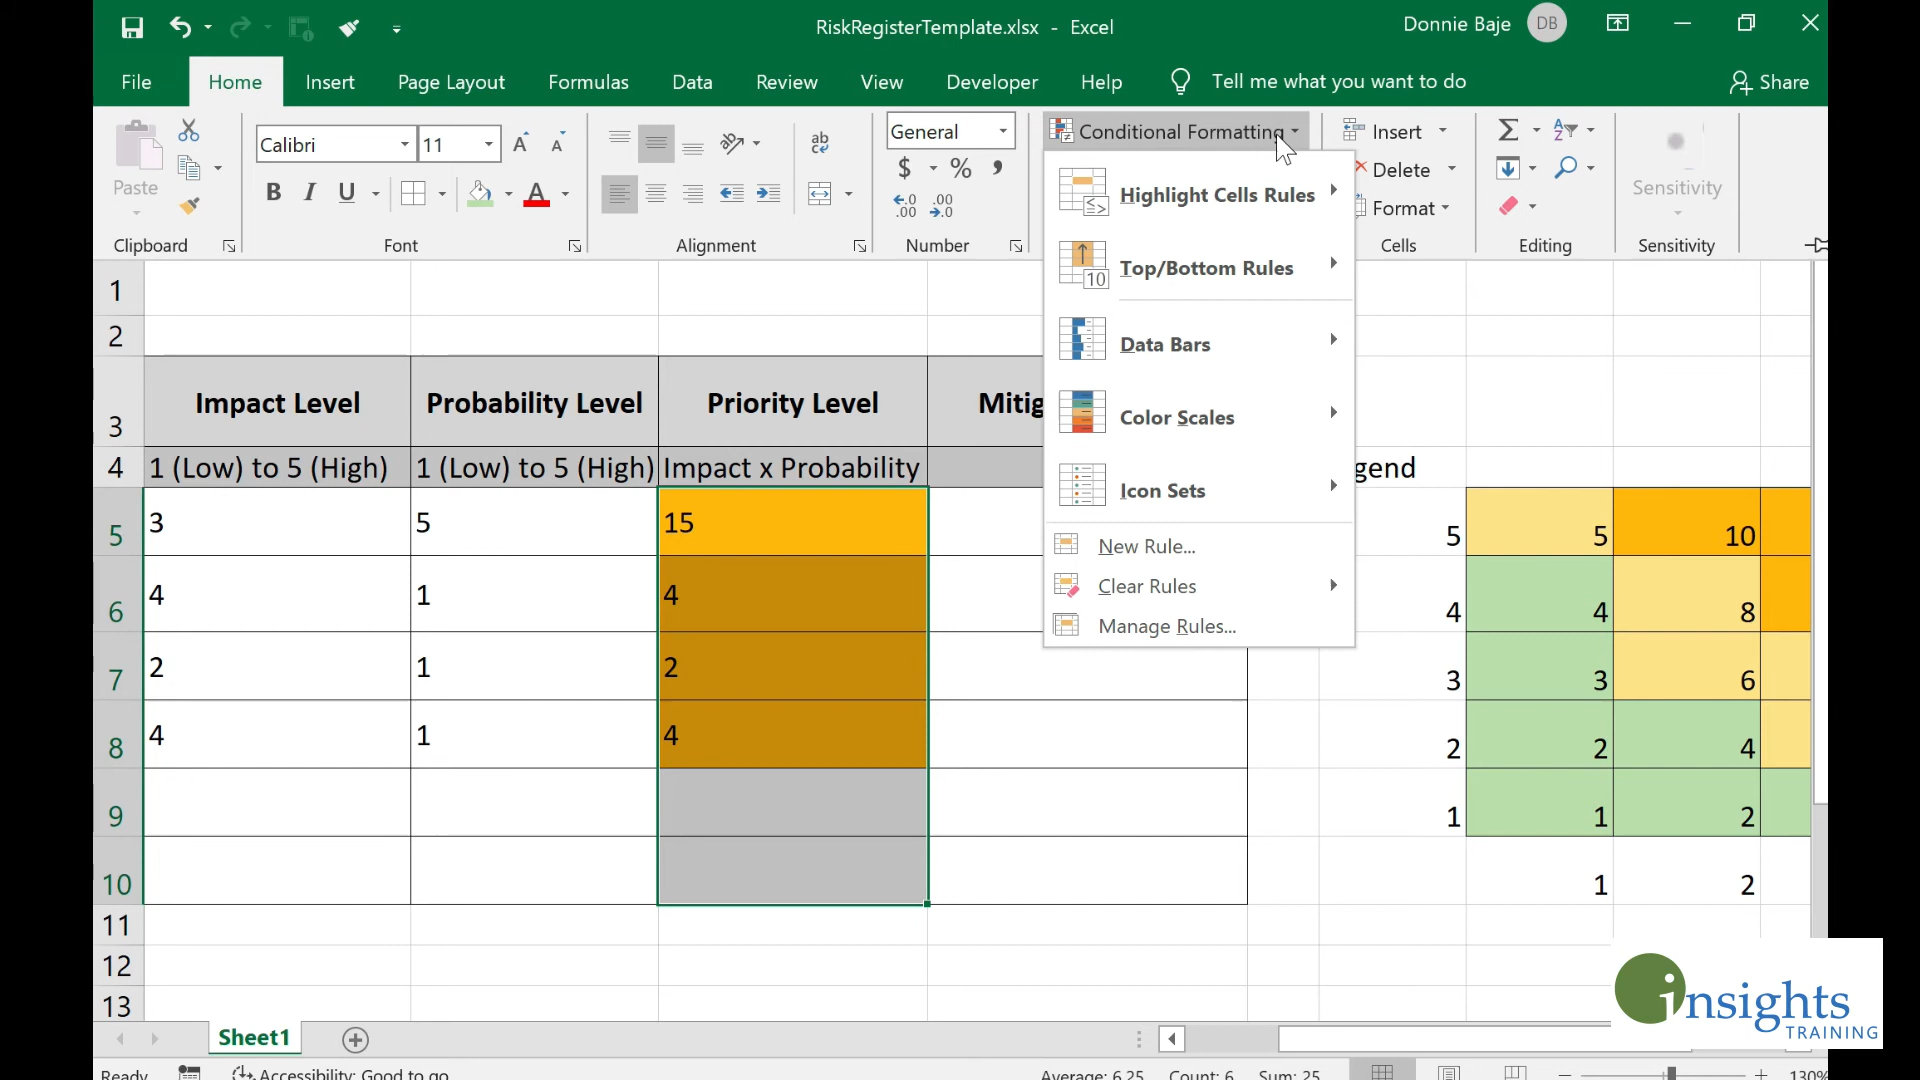 RiskRegisterTemplate.xlsx - Excel
Donnie Baje DB
File Home Insert Page Layout Formulas Data Review View Developer Help Tell me what you want to do Share
Paste
Clipboard
Calibri 11
B I U
Font
ab
Alignment
General
$ % ,
Number
Conditional Formatting
Highlight Cells Rules
Top/Bottom Rules
Data Bars
Color Scales
Icon Sets
New Rule...
Clear Rules
Manage Rules...
Insert
Delete
Format
Cells
Editing
Sensitivity
Sensitivity
1
2
3 Impact Level Probability Level Priority Level Mitig
4 1 (Low) to 5 (High) 1 (Low) to 5 (High) Impact x Probability gend
5 3 5 15 5 5 10
6 4 1 4 4 4 8
7 2 1 2 3 3 6
8 4 1 4 2 2 4
9 1 1 2
10 1 2
11
12
13
Sheet1
insights
TRAINING
Ready Accessibility: Good to go Average: 6.25 Count: 6 Sum: 25 130%